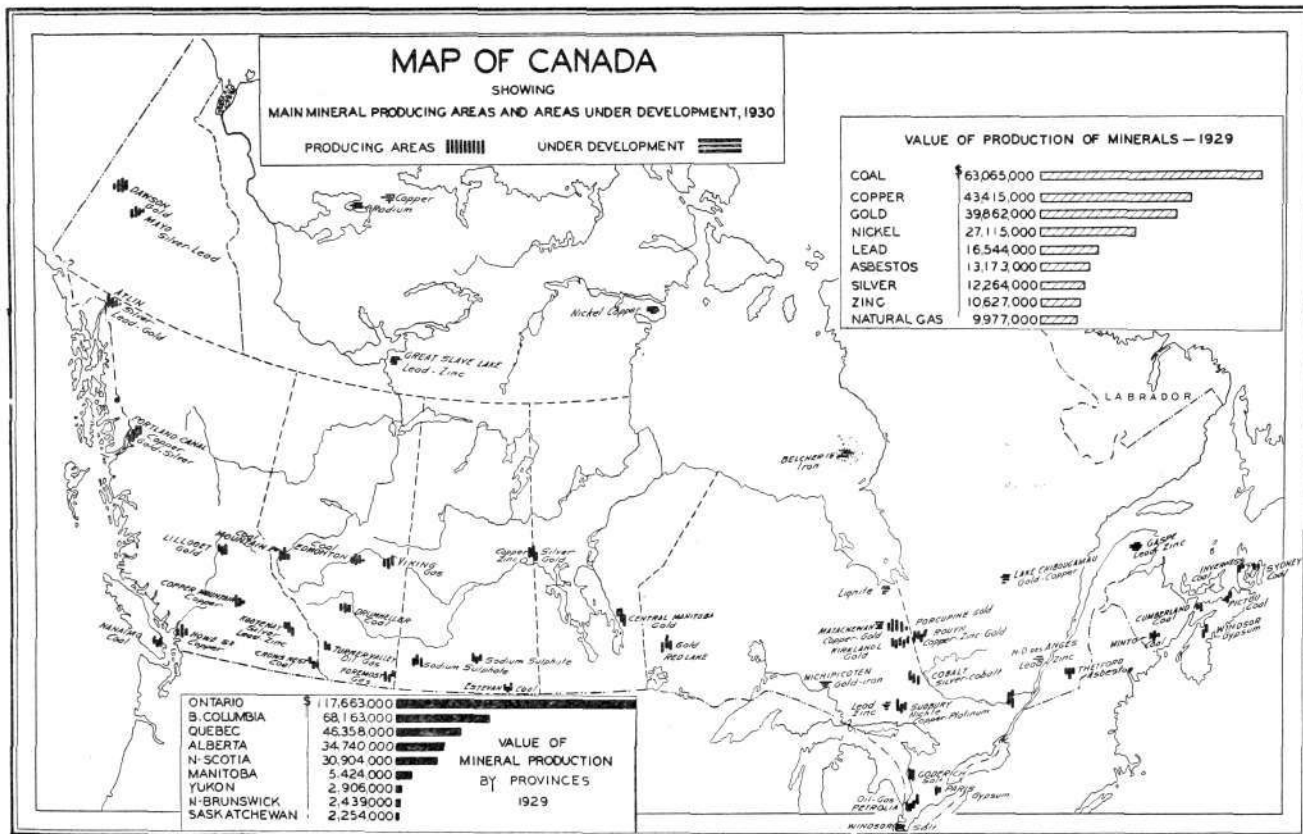 MAP OF CANADA
SHOWING
MAIN MINERAL PRODUCING AREAS AND AREAS UNDER DEVELOPMENT, 1930
PRODUCING AREAS
UNDER DEVELOPMENT
VALUE OF PRODUCTION OF MINERALS — 1929
COAL $ 63,065,000
COPPER 43,415,000
GOLD 39,862,000
NICKEL 27,115,000
LEAD 16,544,000
ASBESTOS 13,173,000
SILVER 12,264,000
ZINC 10,627,000
NATURAL GAS 9,977,000
DAWSON
Gold
MAYO
Silver-Lead
Copper
Radium
ATLIN
Silver
Lead-Gold
Nickel Copper
GREAT SLAVE LAKE
Lead-Zinc
LABRADOR
PORTLAND CANAL
Copper
Gold-Silver
BELCHER IS
Iron
LILLOOET
Gold
Coal
MOUNTAIN PK
Coal
EDMONTON
VIKING
Gas
Copper
Zinc
Silver
Gold
GASPE
Lead-Zinc
LAKE CHIBOUGAMAU
Gold-Copper
INVERNESS
Coal
SYDNEY
Coal
COPPER MOUNTAIN
Copper
Lignite
CUMBERLAND
Coal
PICTOU
Coal
DRUMHELLER
Coal
CENTRAL MANITOBA
Gold
KOOTENAY
Silver
Lead Zinc
MATACHEWAN
Copper-Gold
PORCUPINE Gold
ROUYN
Copper-Zinc Gold
KIRKLAND L
Gold
MINTO
Coal
WINDSOR
Gypsum
NANAIMO
Coal
HOWE SD
Copper
TURNER VALLEY
Oil Gas
Gold
RED LAKE
N.D DES ANGES
Lead-Zinc
CROWS NEST
Coal
FOREMOST
Gas
Sodium Sulphate
Sodium Sulphate
THETFORD
Asbestos
COBALT
Silver-Cobalt
MICHIPICOTEN
Gold-Iron
ESTEVAN Coal
Lead
Zinc
SUDBURY
Nickle
Copper-Platinum
ONTARIO $ 117,663,000
B. COLUMBIA 68,163,000
QUEBEC 46,358,000
ALBERTA 34,740,000
N-SCOTIA 30,904,000
MANITOBA 5,424,000
YUKON 2,906,000
N-BRUNSWICK 2,439,000
SASKATCHEWAN 2,254,000
VALUE OF
MINERAL PRODUCTION
BY PROVINCES
1929
GODERICH
Salt
PARIS
Gypsum
Oil-Gas
PETROLIA
WINDSOR Salt